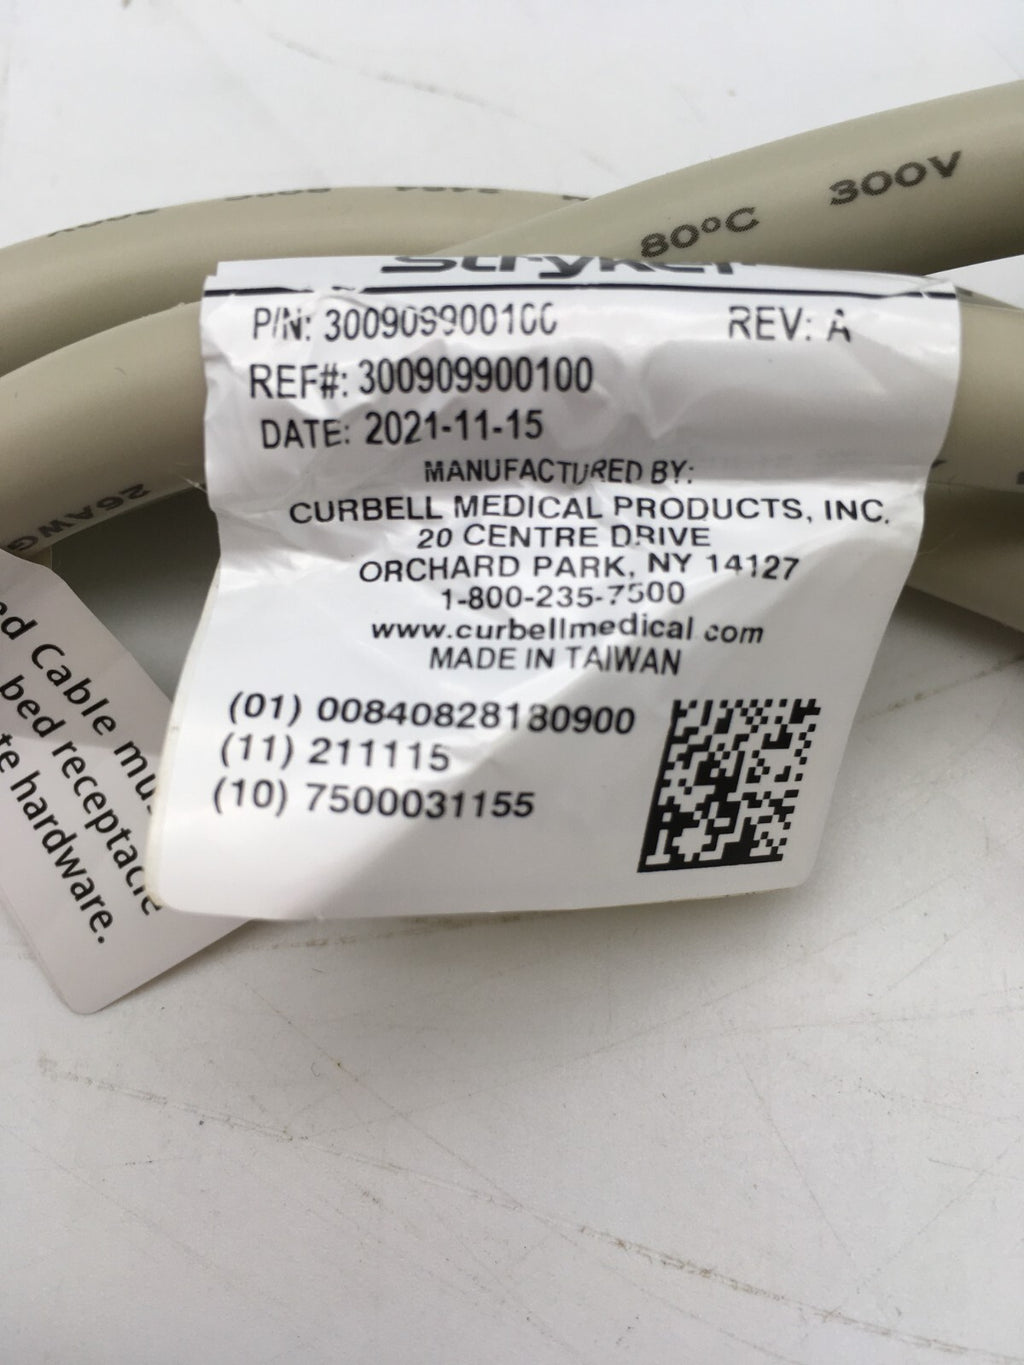 80°C 300V
Stryker
P/N: 300909900100 REV: A
REF#: 300909900100
DATE: 2021-11-15
MANUFACTURED BY:
CURBELL MEDICAL PRODUCTS, INC.
20 CENTRE DRIVE
ORCHARD PARK, NY 14127
1-800-235-7500
www.curbellmedical.com
MADE IN TAIWAN
(01) 00840828180900
(11) 211115
(10) 7500031155
26AWG
Cable
bed receptacle
hardware.